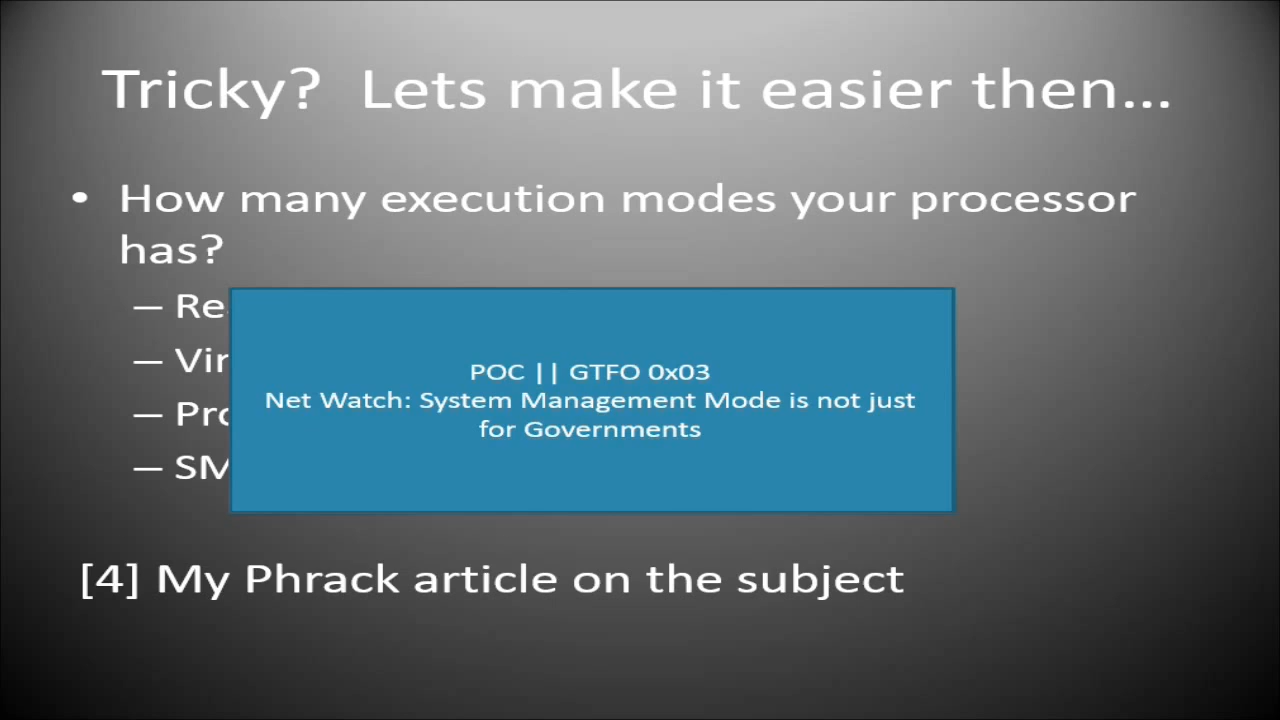 Tricky? Lets make it easier then...
• How many execution modes your processor
has?
– Re
– Vir
– Pro
– SM
POC || GTFO 0x03
Net Watch: System Management Mode is not just
for Governments
[4] My Phrack article on the subject